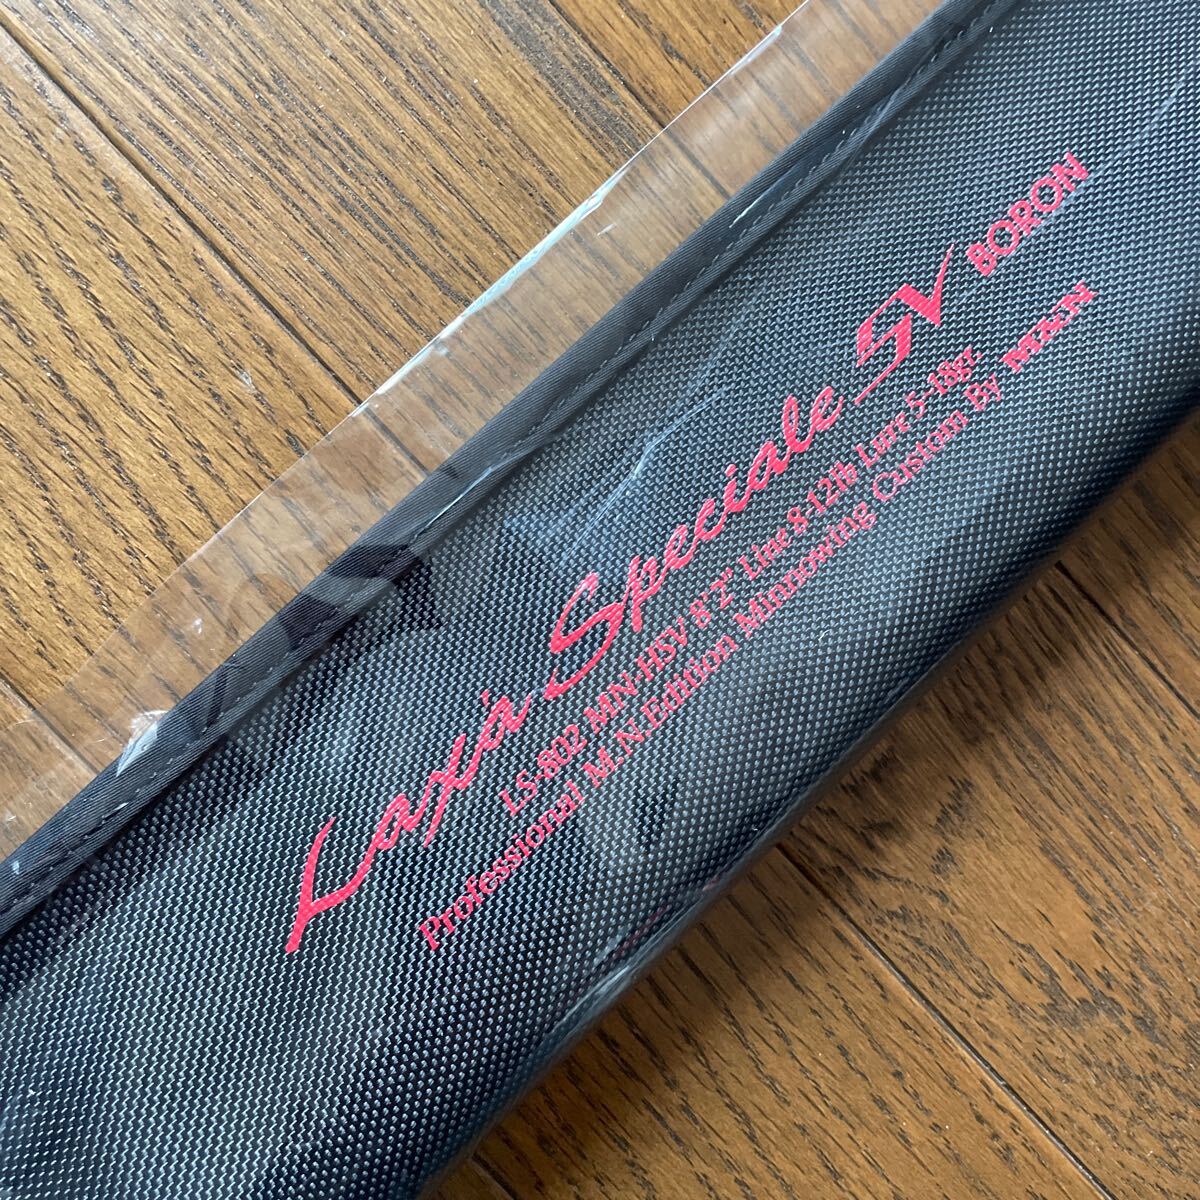 Laxa Speciale SV BORON
LS-802 MN-HSV 8'2" Line 8-12lb Lure 5-18gr.
Professional M.N.Edition Minnowing Custom By M&N